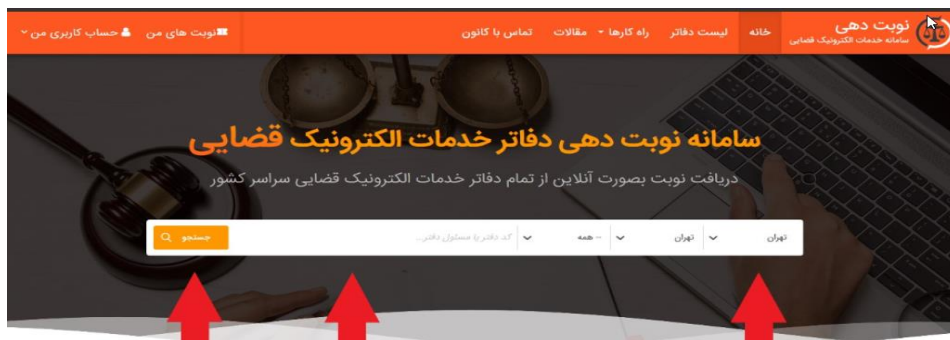 نوبت دهی
سامانه خدمات الکترونیک قضایی
خانه
لیست دفاتر
راه کارها
مقالات
تماس با کانون
نوبت های من
حساب کاربری من
سامانه نوبت دهی دفاتر خدمات الکترونیک قضایی
دریافت نوبت بصورت آنلاین از تمام دفاتر خدمات الکترونیک قضایی سراسر کشور
تهران
تهران
-- همه
کد دفتر یا مسئول دفتر...
جستجو